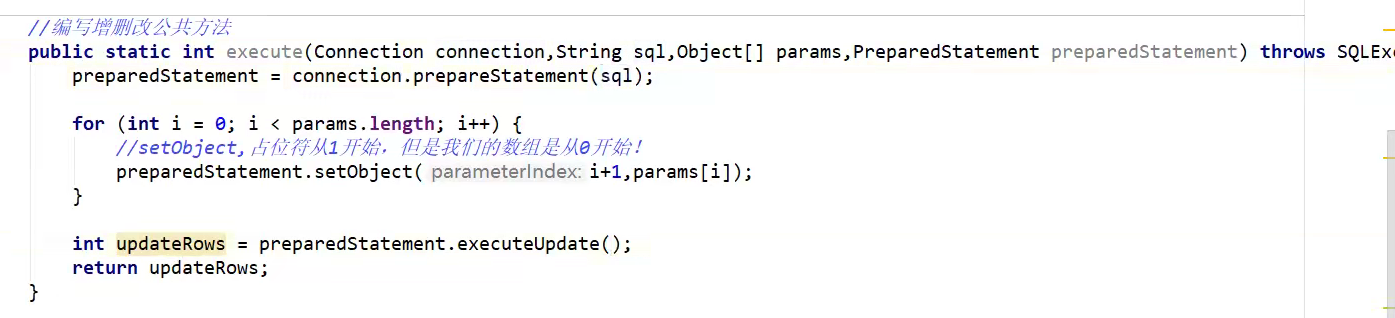 //编写增删改公共方法
public static int execute(Connection connection,String sql,Object[] params,PreparedStatement preparedStatement) throws SQLExc
preparedStatement = connection.prepareStatement(sql);
for (int i = 0; i < params.length; i++) {
//setObject,占位符从1开始，但是我们的数组是从0开始！
preparedStatement.setObject( parameterIndex: i+1,params[i]);
}
int updateRows = preparedStatement.executeUpdate();
return updateRows;
}